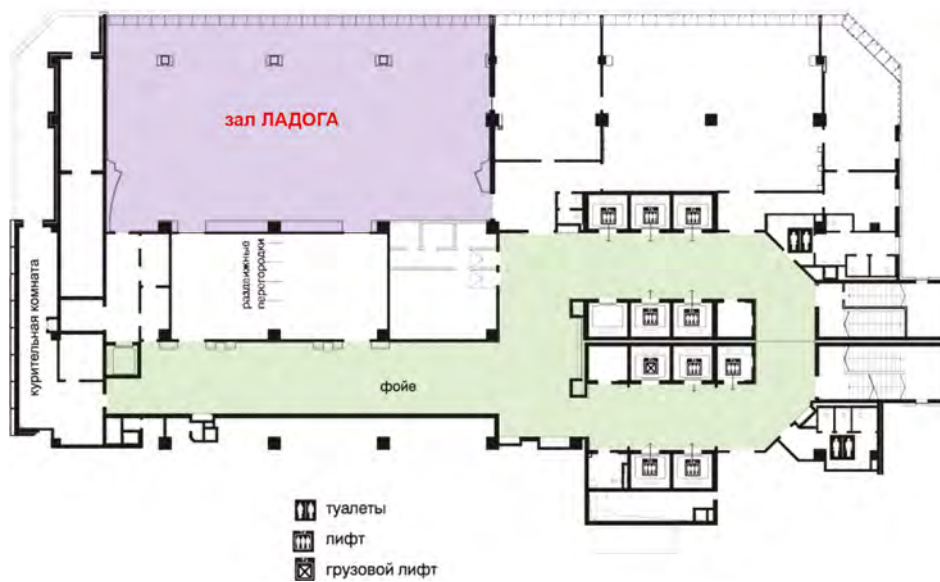 зал ЛАДОГА
раздвижные
перегородки
курительная комната
фойе
туалеты
лифт
грузовой лифт